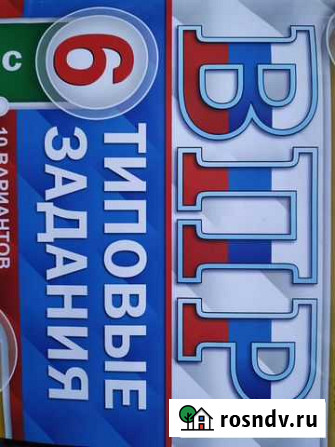 ВПР
6
С
ТИПОВЫЕ
ЗАДАНИЯ
10 ВАРИАНТОВ
rosndv.ru